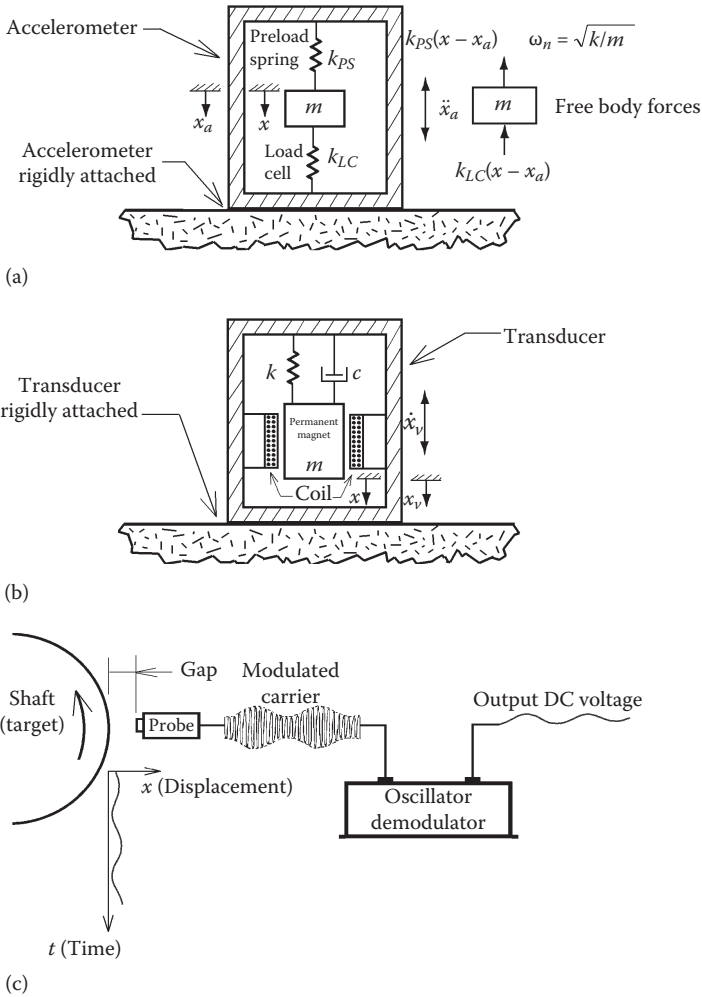 Accelerometer
Preload
spring
k_PS
k_PS(x – x_a)
ω_n = √k/m
x_a
x
m
ẍ_a
m
Free body forces
Accelerometer
rigidly attached
Load
cell
k_LC
k_LC(x – x_a)
(a)
Transducer
k
c
Transducer
rigidly attached
Permanent
magnet
m
ẋ_v
Coil
x
x_v
(b)
Gap
Modulated
carrier
Shaft
(target)
Probe
Output DC voltage
x (Displacement)
Oscillator
demodulator
t (Time)
(c)